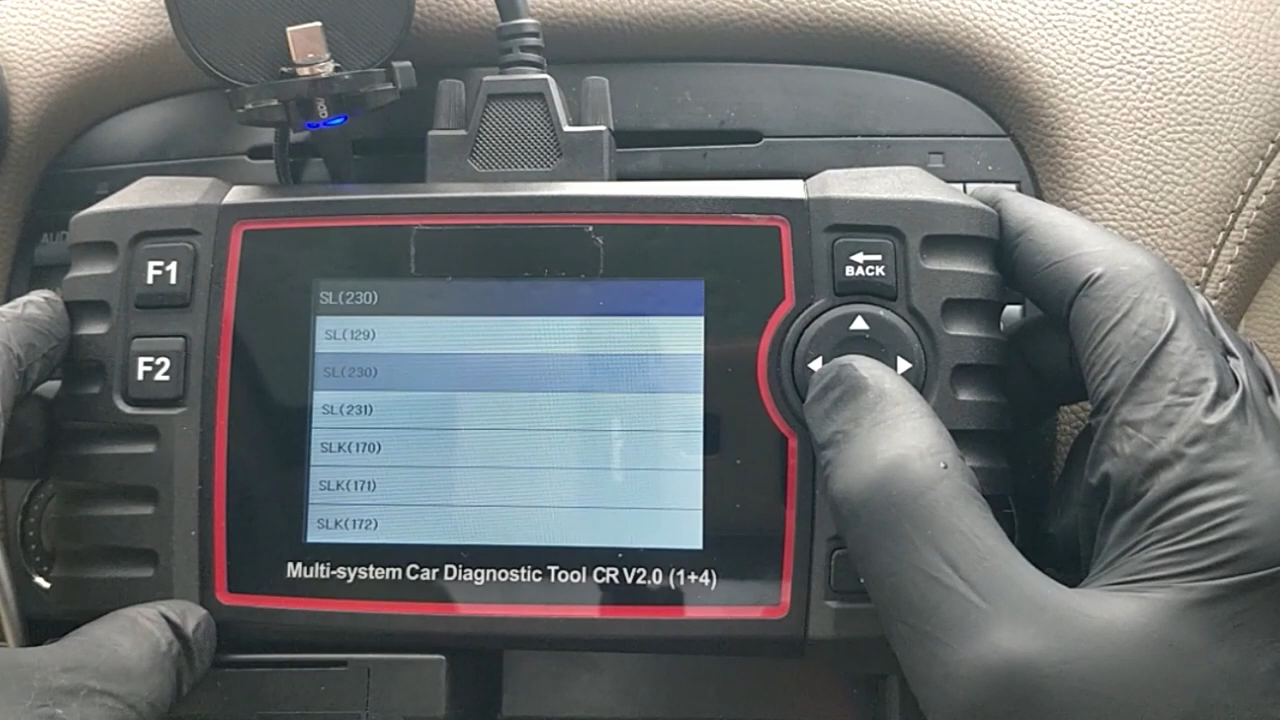 F1
F2
BACK
SL(230)
SL(129)
SL(230)
SL(231)
SLK(170)
SLK(171)
SLK(172)
Multi-system Car Diagnostic Tool CR V2.0 (1+4)